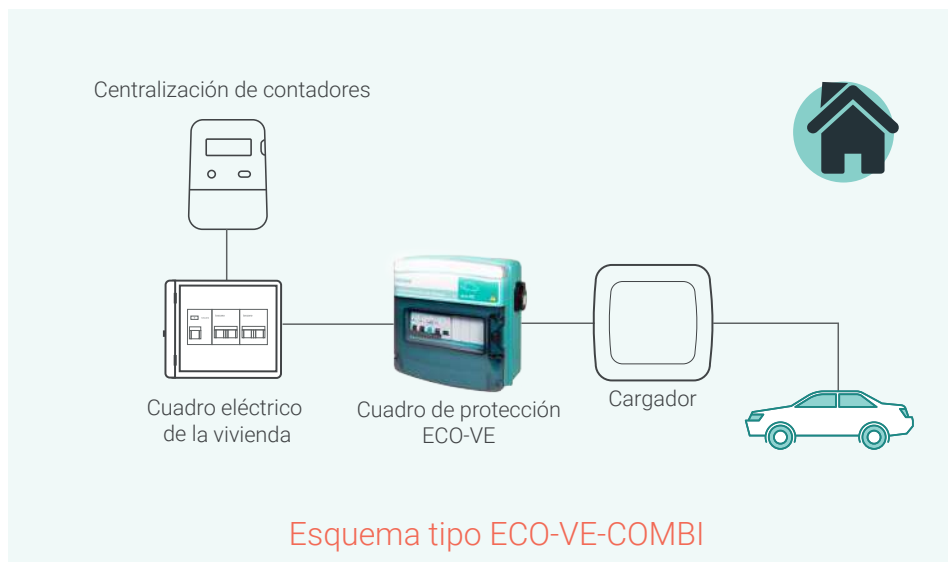 Centralización de contadores
Cuadro eléctrico
de la vivienda
Cuadro de protección
ECO-VE
Cargador
Esquema tipo ECO-VE-COMBI